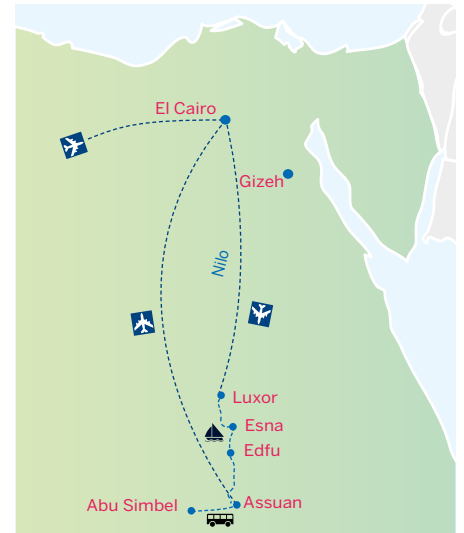 El Cairo
Gizeh
Nilo
Luxor
Esna
Edfu
Abu Simbel
Assuan